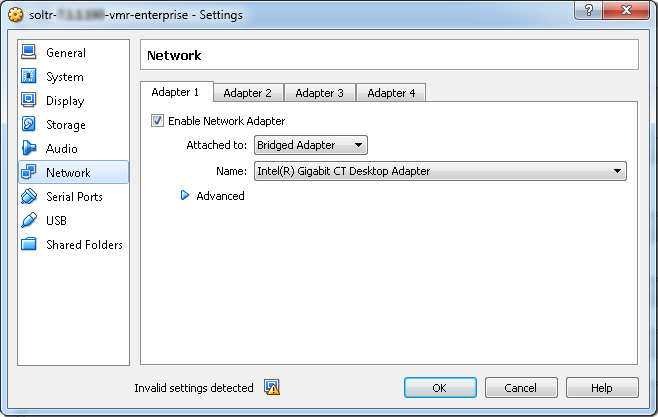 soltr- -vmr-enterprise - Settings
General
System
Display
Storage
Audio
Network
Serial Ports
USB
Shared Folders
Network
Adapter 1 Adapter 2 Adapter 3 Adapter 4
Enable Network Adapter
Attached to: Bridged Adapter
Name: Intel(R) Gigabit CT Desktop Adapter
Advanced
Invalid settings detected OK Cancel Help